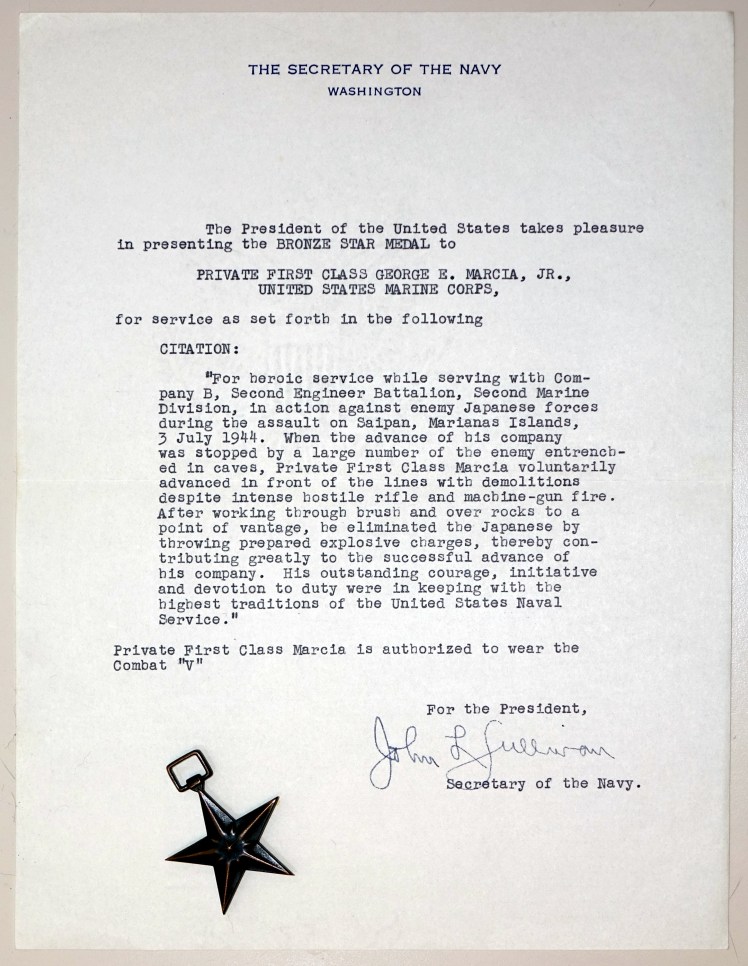 THE SECRETARY OF THE NAVY
WASHINGTON
The President of the United States takes pleasure
in presenting the BRONZE STAR MEDAL to
PRIVATE FIRST CLASS GEORGE E. MARCIA, JR.,
UNITED STATES MARINE CORPS,
for service as set forth in the following
CITATION:
"For heroic service while serving with Com-
pany B, Second Engineer Battalion, Second Marine
Division, in action against enemy Japanese forces
during the assault on Saipan, Marianas Islands,
3 July 1944. When the advance of his company
was stopped by a large number of the enemy entrench-
ed in caves, Private First Class Marcia voluntarily
advanced in front of the lines with demolitions
despite intense hostile rifle and machine-gun fire.
After working through brush and over rocks to a
point of vantage, he eliminated the Japanese by
throwing prepared explosive charges, thereby con-
tributing greatly to the successful advance of
his company. His outstanding courage, initiative
and devotion to duty were in keeping with the
highest traditions of the United States Naval
Service."
Private First Class Marcia is authorized to wear the
Combat "V"
For the President,
John L Sullivan
Secretary of the Navy.